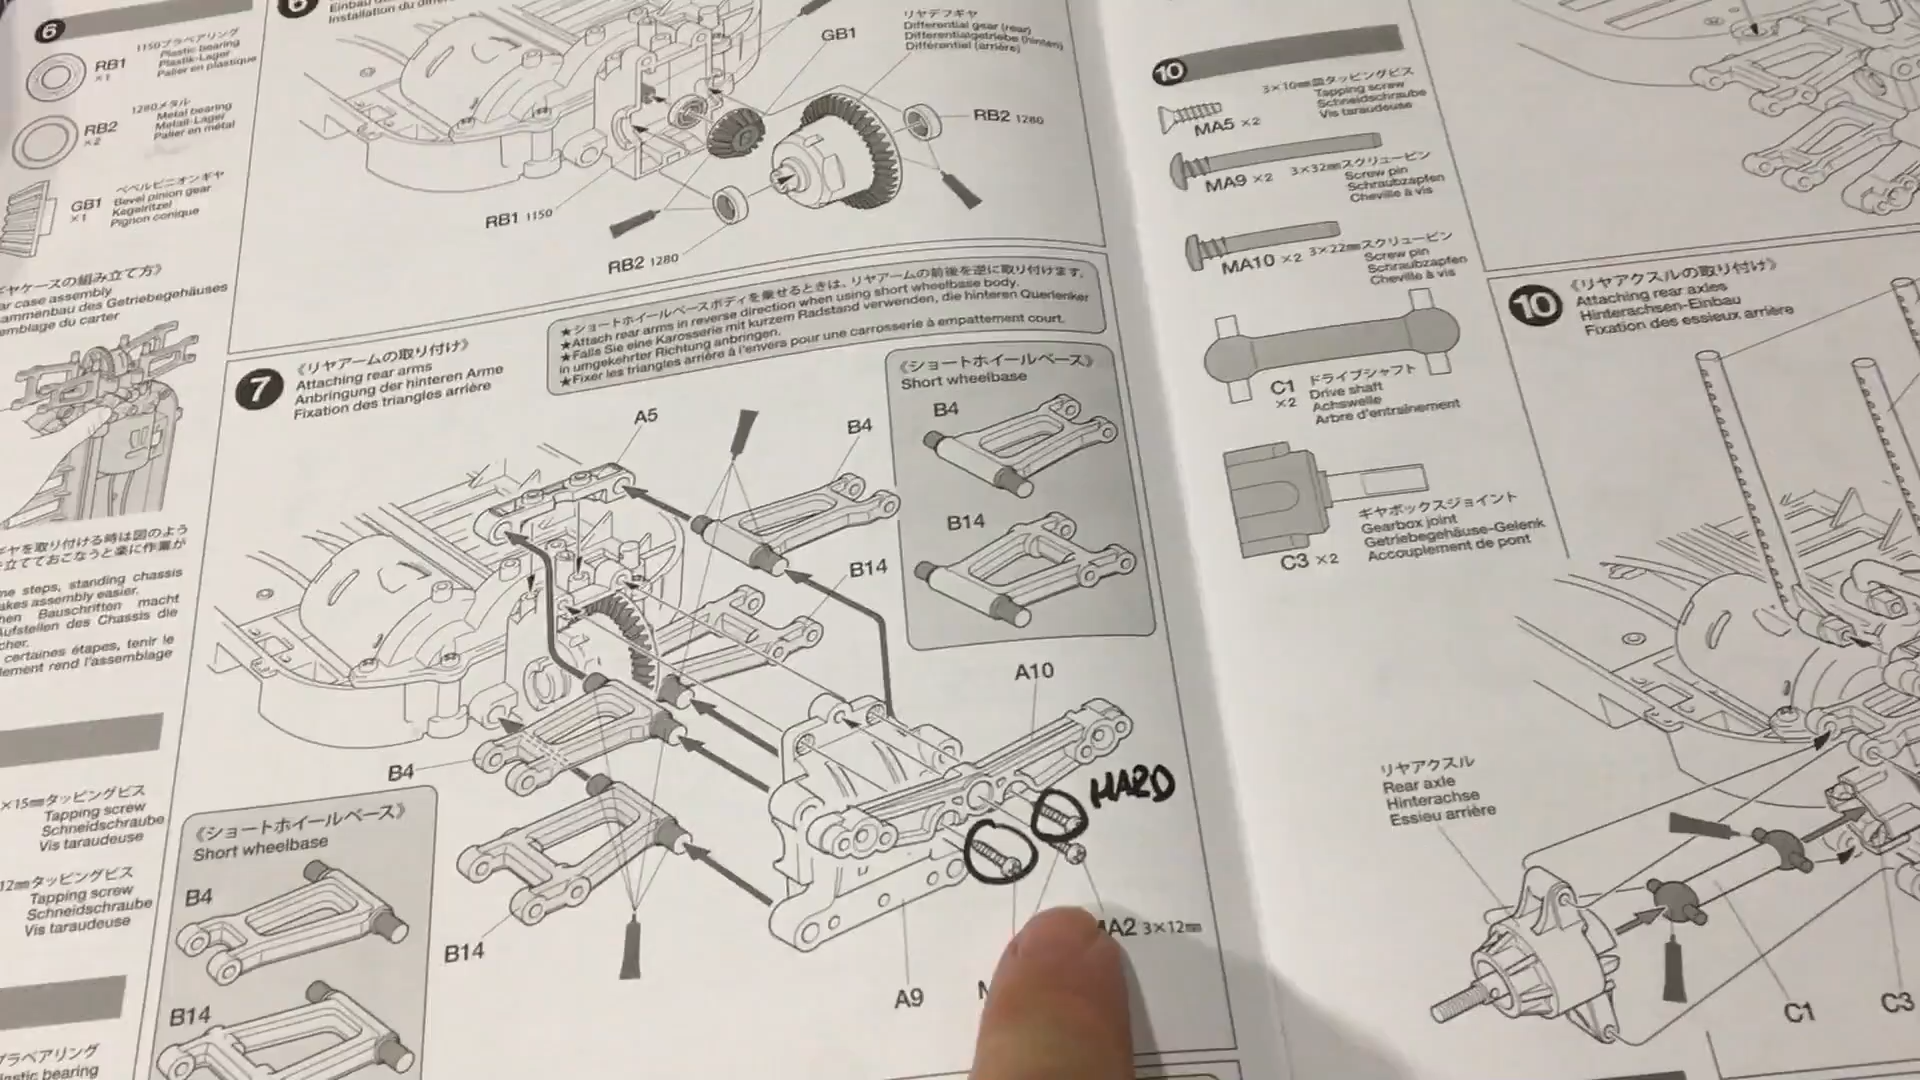 6
1150プラベアリング
RB1
×1
Plastic bearing
Plastik-Lager
Palier en plastique
1280メタル
RB2
×2
Metal bearing
Metall-Lager
Palier en métal
ベベルピニオンギヤ
GB1
×1
Bevel pinion gear
Kegelritzel
Pignon conique
ギヤケースの組み立て方》
ar case assembly
ammenbau des Getriebegehäuses
emblage du carter
ギヤを取り付ける時は図のよう
立てておこなうと楽に作業が
me steps, standing chassis
akes assembly easier.
hen Bauschriften macht
Aufstellen des Chassis die
cher.
certaines étapes, tenir le
lement rend l'assemblage
×15mmタッピングビス
Tapping screw
Schneidschraube
Vis taraudeuse
12mmタッピングビス
Tapping screw
Schneidschraube
Vis taraudeuse
プラベアリング
lastic bearing
6
Installation du
GB1
リヤデフギヤ
Differential gear (rear)
Differentialgetriebe (hinten)
Différentiel (arrière)
RB2 1280
RB1 1150
RB2 1280
★ショートホイールベースボディを乗せるときは、リヤアームの前後を逆に取り付けます。
★Attach rear arms in reverse direction when using short wheelbase body.
★Falls Sie eine Karosserie mit kurzem Radstand verwenden, die hinteren Querlenker
in umgekehrter Richtung anbringen.
★Fixer les triangles arrière à l'envers pour une carrosserie à empattement court.
7
《リヤアームの取り付け》
Attaching rear arms
Anbringung der hinteren Arme
Fixation des triangles arrière
《ショートホイールベース》
Short wheelbase
B4
B14
A5
B4
B14
A10
HARD
B4
B14
A9
A2 3×12mm
《ショートホイールベース》
Short wheelbase
B4
B14
10
3×10mm皿タッピングビス
MA5 ×2
Tapping screw
Schneidschraube
Vis taraudeuse
MA9 ×2
3×32mmスクリューピン
Screw pin
Schraubzapfen
Cheville à vis
MA10 ×2
3×22mmスクリューピン
Screw pin
Schraubzapfen
Cheville à vis
C1
×2
ドライブシャフト
Drive shaft
Achswelle
Arbre d'entraînement
C3 ×2
ギヤボックスジョイント
Gearbox joint
Getriebegehäuse-Gelenk
Accouplement de pont
10
《リヤアクスルの取り付け》
Attaching rear axles
Hinterachsen-Einbau
Fixation des essieux arrière
リヤアクスル
Rear axle
Hinterachse
Essieu arrière
C1
C3